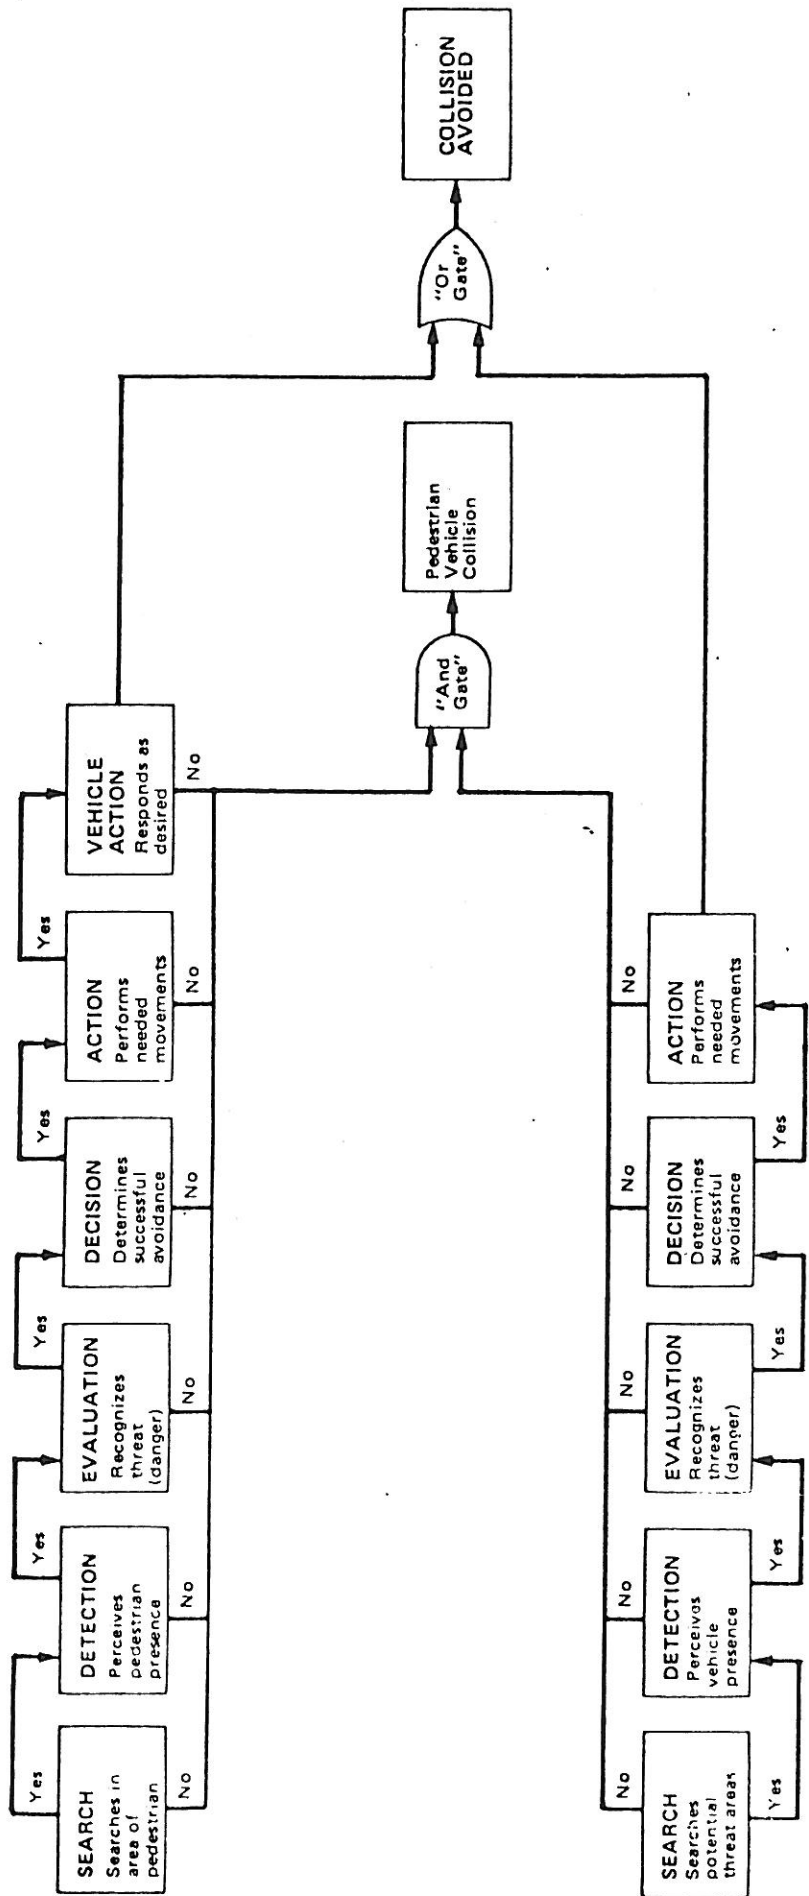 Yes
Yes
Yes
Yes
Yes
SEARCH
Searches in
area of
pedestrian
DETECTION
Perceives
pedestrian
presence
EVALUATION
Recognizes
threat
(danger)
DECISION
Determines
successful
avoidance
ACTION
Performs
needed
movements
VEHICLE
ACTION
Responds as
desired
No
No
No
No
No
No
"And
Gate"
Pedestrian
Vehicle
Collision
"Or
Gate"
COLLISION
AVOIDED
No
No
No
No
No
SEARCH
Searches
potential
threat areas
DETECTION
Perceives
vehicle
presence
EVALUATION
Recognizes
threat
(danger)
DECISION
Determines
successful
avoidance
ACTION
Performs
needed
movements
Yes
Yes
Yes
Yes